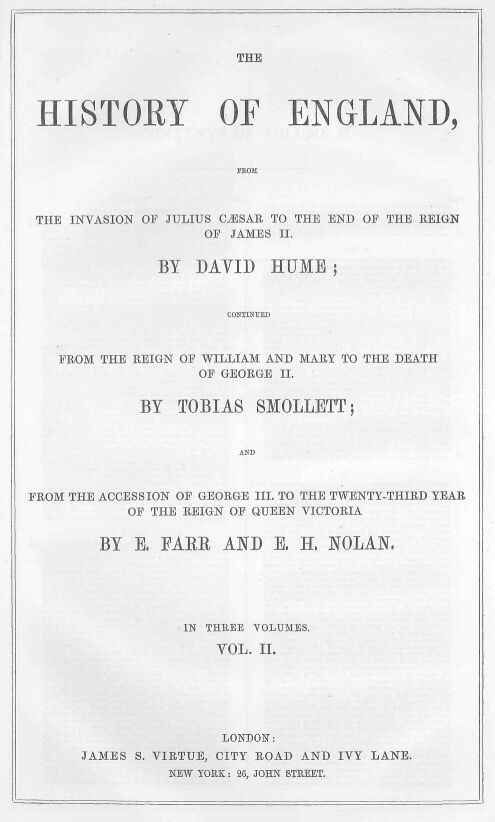 THE
HISTORY OF ENGLAND,
FROM
THE INVASION OF JULIUS CÆSAR TO THE END OF THE REIGN
OF JAMES II.
BY DAVID HUME;
CONTINUED
FROM THE REIGN OF WILLIAM AND MARY TO THE DEATH
OF GEORGE II.
BY TOBIAS SMOLLETT;
AND
FROM THE ACCESSION OF GEORGE III. TO THE TWENTY-THIRD YEAR
OF THE REIGN OF QUEEN VICTORIA
BY E. FARR AND E. H. NOLAN.
IN THREE VOLUMES.
VOL. II.
LONDON:
JAMES S. VIRTUE, CITY ROAD AND IVY LANE.
NEW YORK: 26, JOHN STREET.